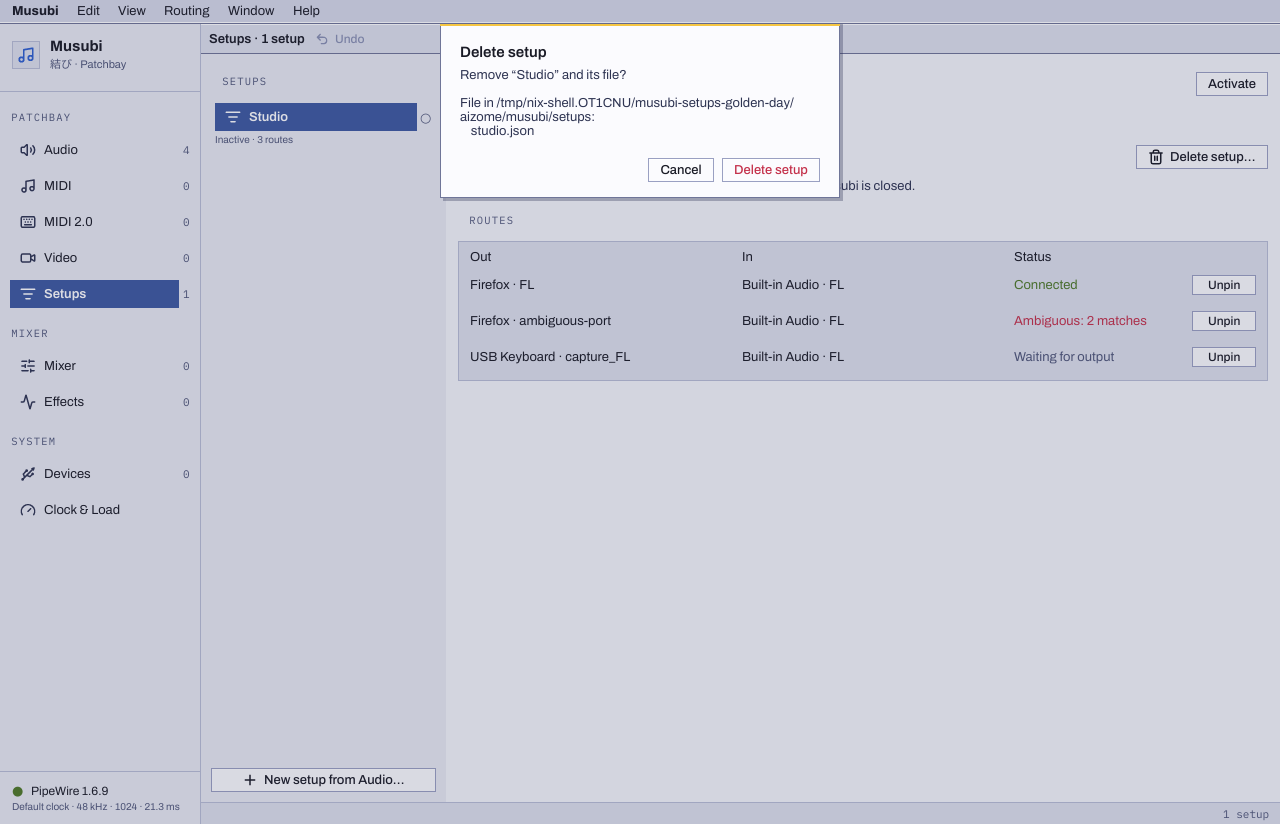 Musubi Edit View Routing Window Help
Musubi
結び · Patchbay
PATCHBAY
Audio 4
MIDI 0
MIDI 2.0 0
Video 0
Setups 1
MIXER
Mixer 0
Effects 0
SYSTEM
Devices 0
Clock & Load
PipeWire 1.6.9
Default clock · 48 kHz · 1024 · 21.3 ms
Setups · 1 setup Undo
SETUPS
Studio
Inactive · 3 routes
New setup from Audio…
Delete setup
Remove “Studio” and its file?
File in /tmp/nix-shell.OT1CNU/musubi-setups-golden-day/
aizome/musubi/setups:
studio.json
Cancel Delete setup
Activate
Delete setup…
ubi is closed.
ROUTES
Out In Status
Firefox · FL Built-in Audio · FL Connected Unpin
Firefox · ambiguous-port Built-in Audio · FL Ambiguous: 2 matches Unpin
USB Keyboard · capture_FL Built-in Audio · FL Waiting for output Unpin
1 setup